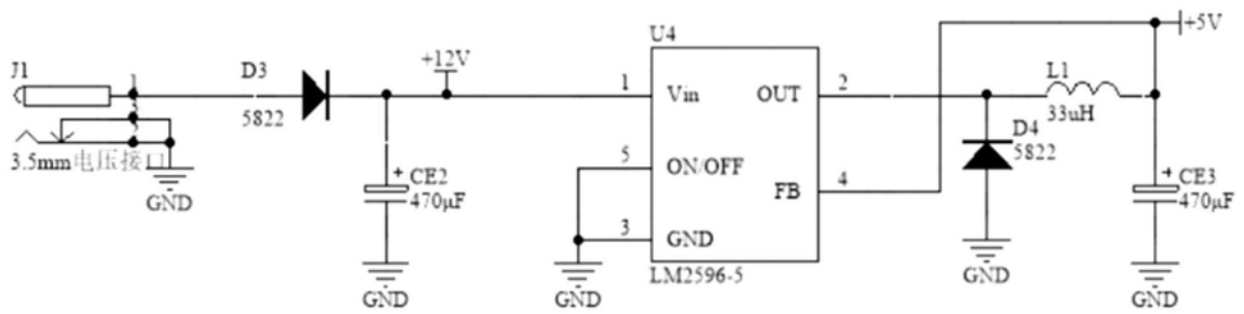 J1
1
2
3
3.5mm电压接口
GND
D3
5822
+12V
CE2
+
470μF
GND
U4
1
Vin
OUT
2
5
ON/OFF
FB
4
3
GND
LM2596-5
GND
L1
33uH
D4
5822
GND
+5V
CE3
+
470μF
GND